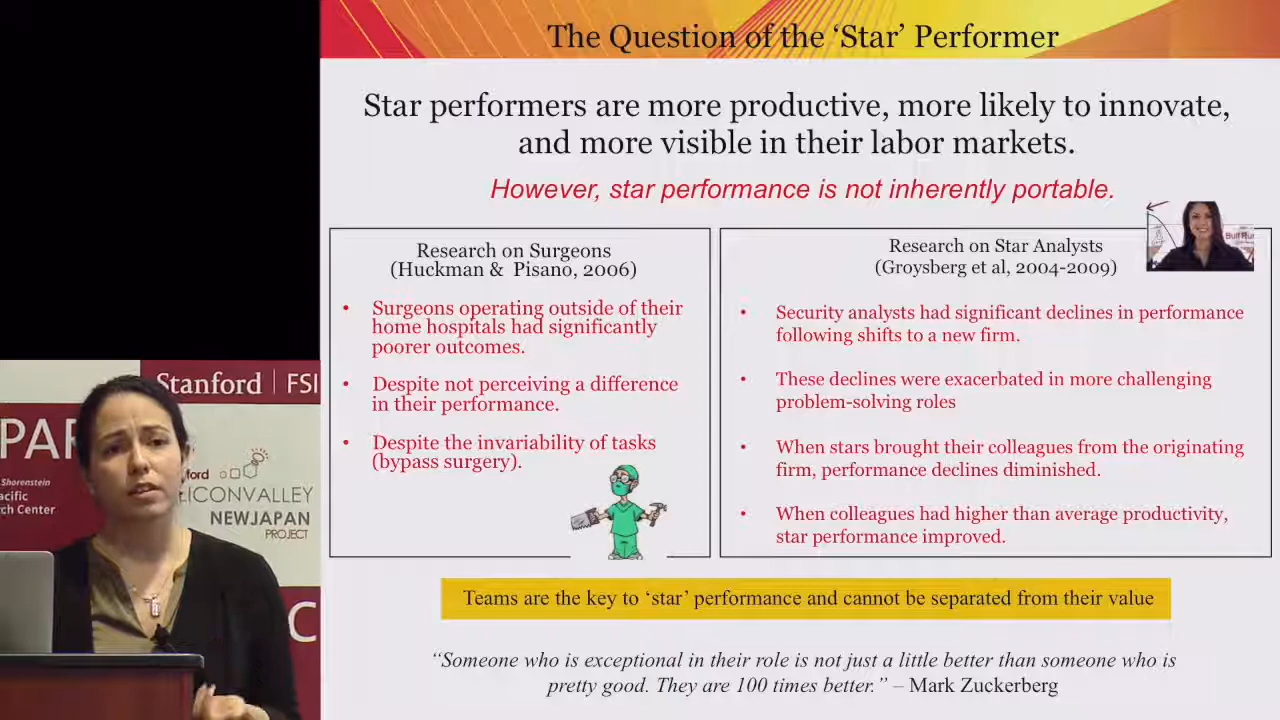 The Question of the ‘Star’ Performer
Star performers are more productive, more likely to innovate,
and more visible in their labor markets.
However, star performance is not inherently portable.
Research on Surgeons
(Huckman & Pisano, 2006)
• Surgeons operating outside of their
home hospitals had significantly
poorer outcomes.
• Despite not perceiving a difference
in their performance.
• Despite the invariability of tasks
(bypass surgery).
Research on Star Analysts
(Groysberg et al, 2004-2009)
• Security analysts had significant declines in performance
following shifts to a new firm.
• These declines were exacerbated in more challenging
problem-solving roles
• When stars brought their colleagues from the originating
firm, performance declines diminished.
• When colleagues had higher than average productivity,
star performance improved.
Teams are the key to ‘star’ performance and cannot be separated from their value
“Someone who is exceptional in their role is not just a little better than someone who is
pretty good. They are 100 times better.” – Mark Zuckerberg
Stanford | FSI
PAR
Shorenstein
acific
rch Center
ford
ILICONVALLEY
NEWJAPAN
PROJECT
C